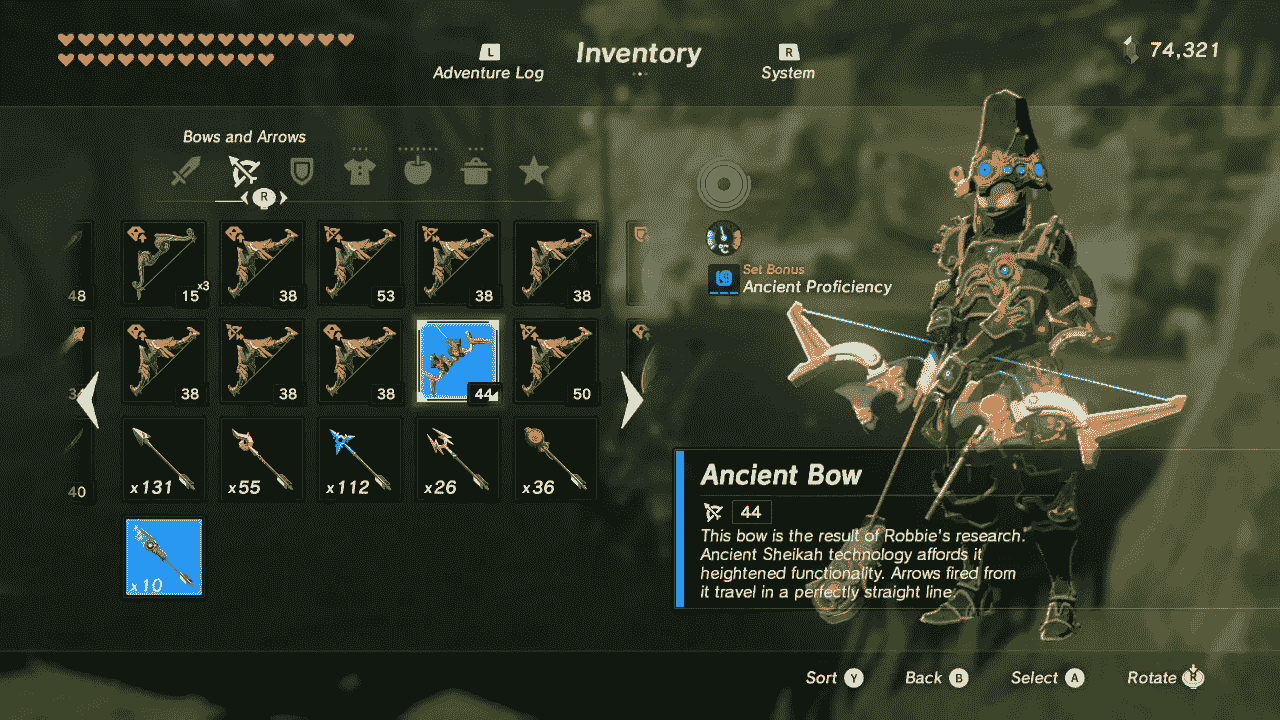 L
Inventory
R
74,321
Adventure Log
System
Bows and Arrows
R
Set Bonus
Ancient Proficiency
48
15 x3
38
53
38
38
38
38
38
44
50
40
x131
x55
x112
x26
x36
x10
Ancient Bow
44
This bow is the result of Robbie's research.
Ancient Sheikah technology affords it
heightened functionality. Arrows fired from
it travel in a perfectly straight line.
Sort Y
Back B
Select A
Rotate R